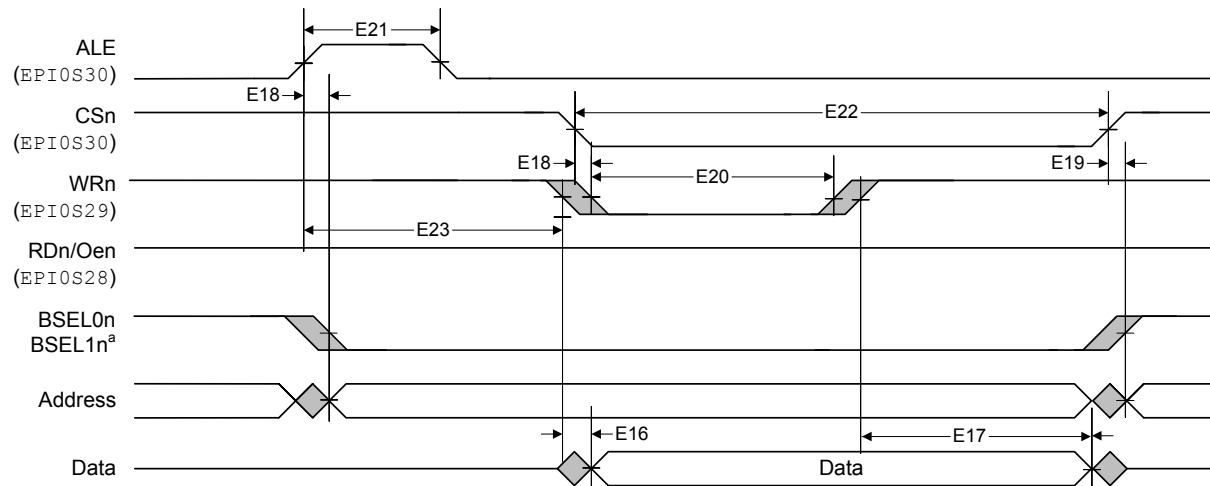 E21
ALE
(EPI0S30)
E18
CSn
E22
(EPI0S30)
E18
E19
WRn
E20
(EPI0S29)
E23
RDn/Oen
(EPI0S28)
BSEL0n
BSEL1nᵃ
Address
E16
E17
Data
Data